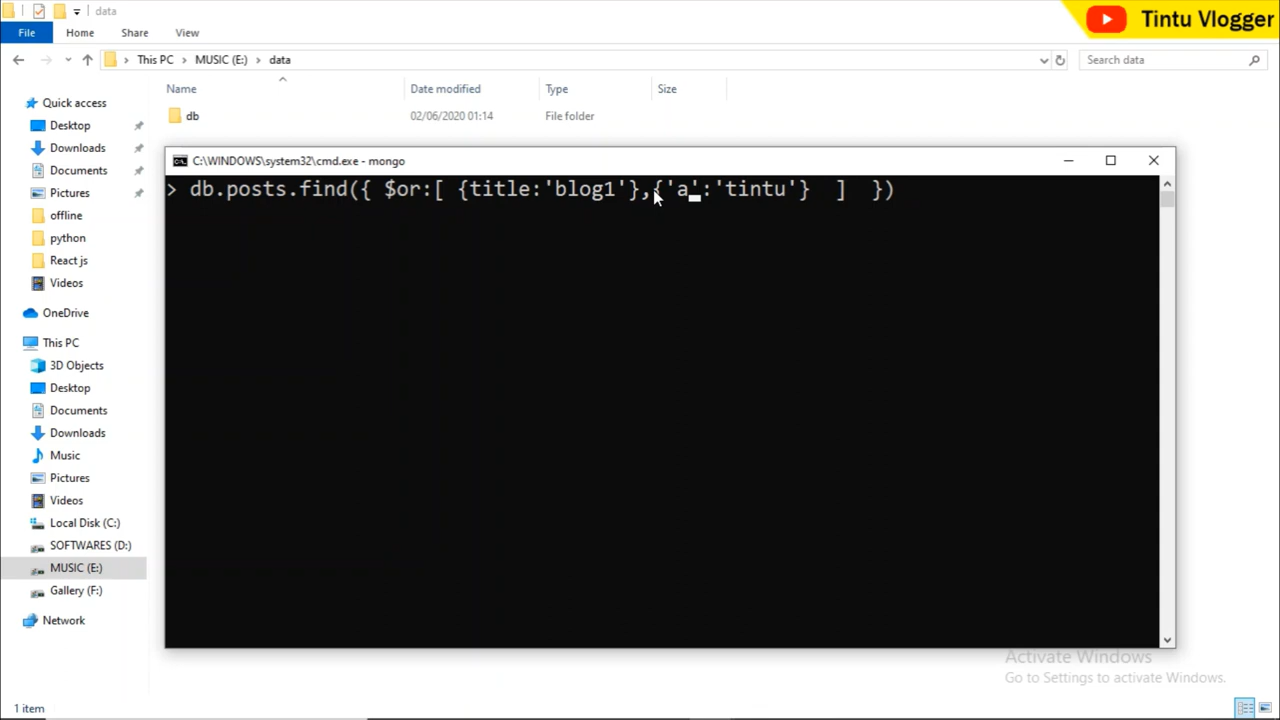 data
Tintu Vlogger
File
Home
Share
View
This PC
MUSIC (E:)
data
Search data
Name
Date modified
Type
Size
db
02/06/2020 01:14
File folder
Quick access
Desktop
Downloads
Documents
Pictures
offline
python
React js
Videos
OneDrive
This PC
3D Objects
Desktop
Documents
Downloads
Music
Pictures
Videos
Local Disk (C:)
SOFTWARES (D:)
MUSIC (E:)
Gallery (F:)
Network
C:\WINDOWS\system32\cmd.exe - mongo
> db.posts.find({ $or:[ {title:'blog1'},{'a':'tintu'}  ]  })
Activate Windows
Go to Settings to activate Windows.
1 item